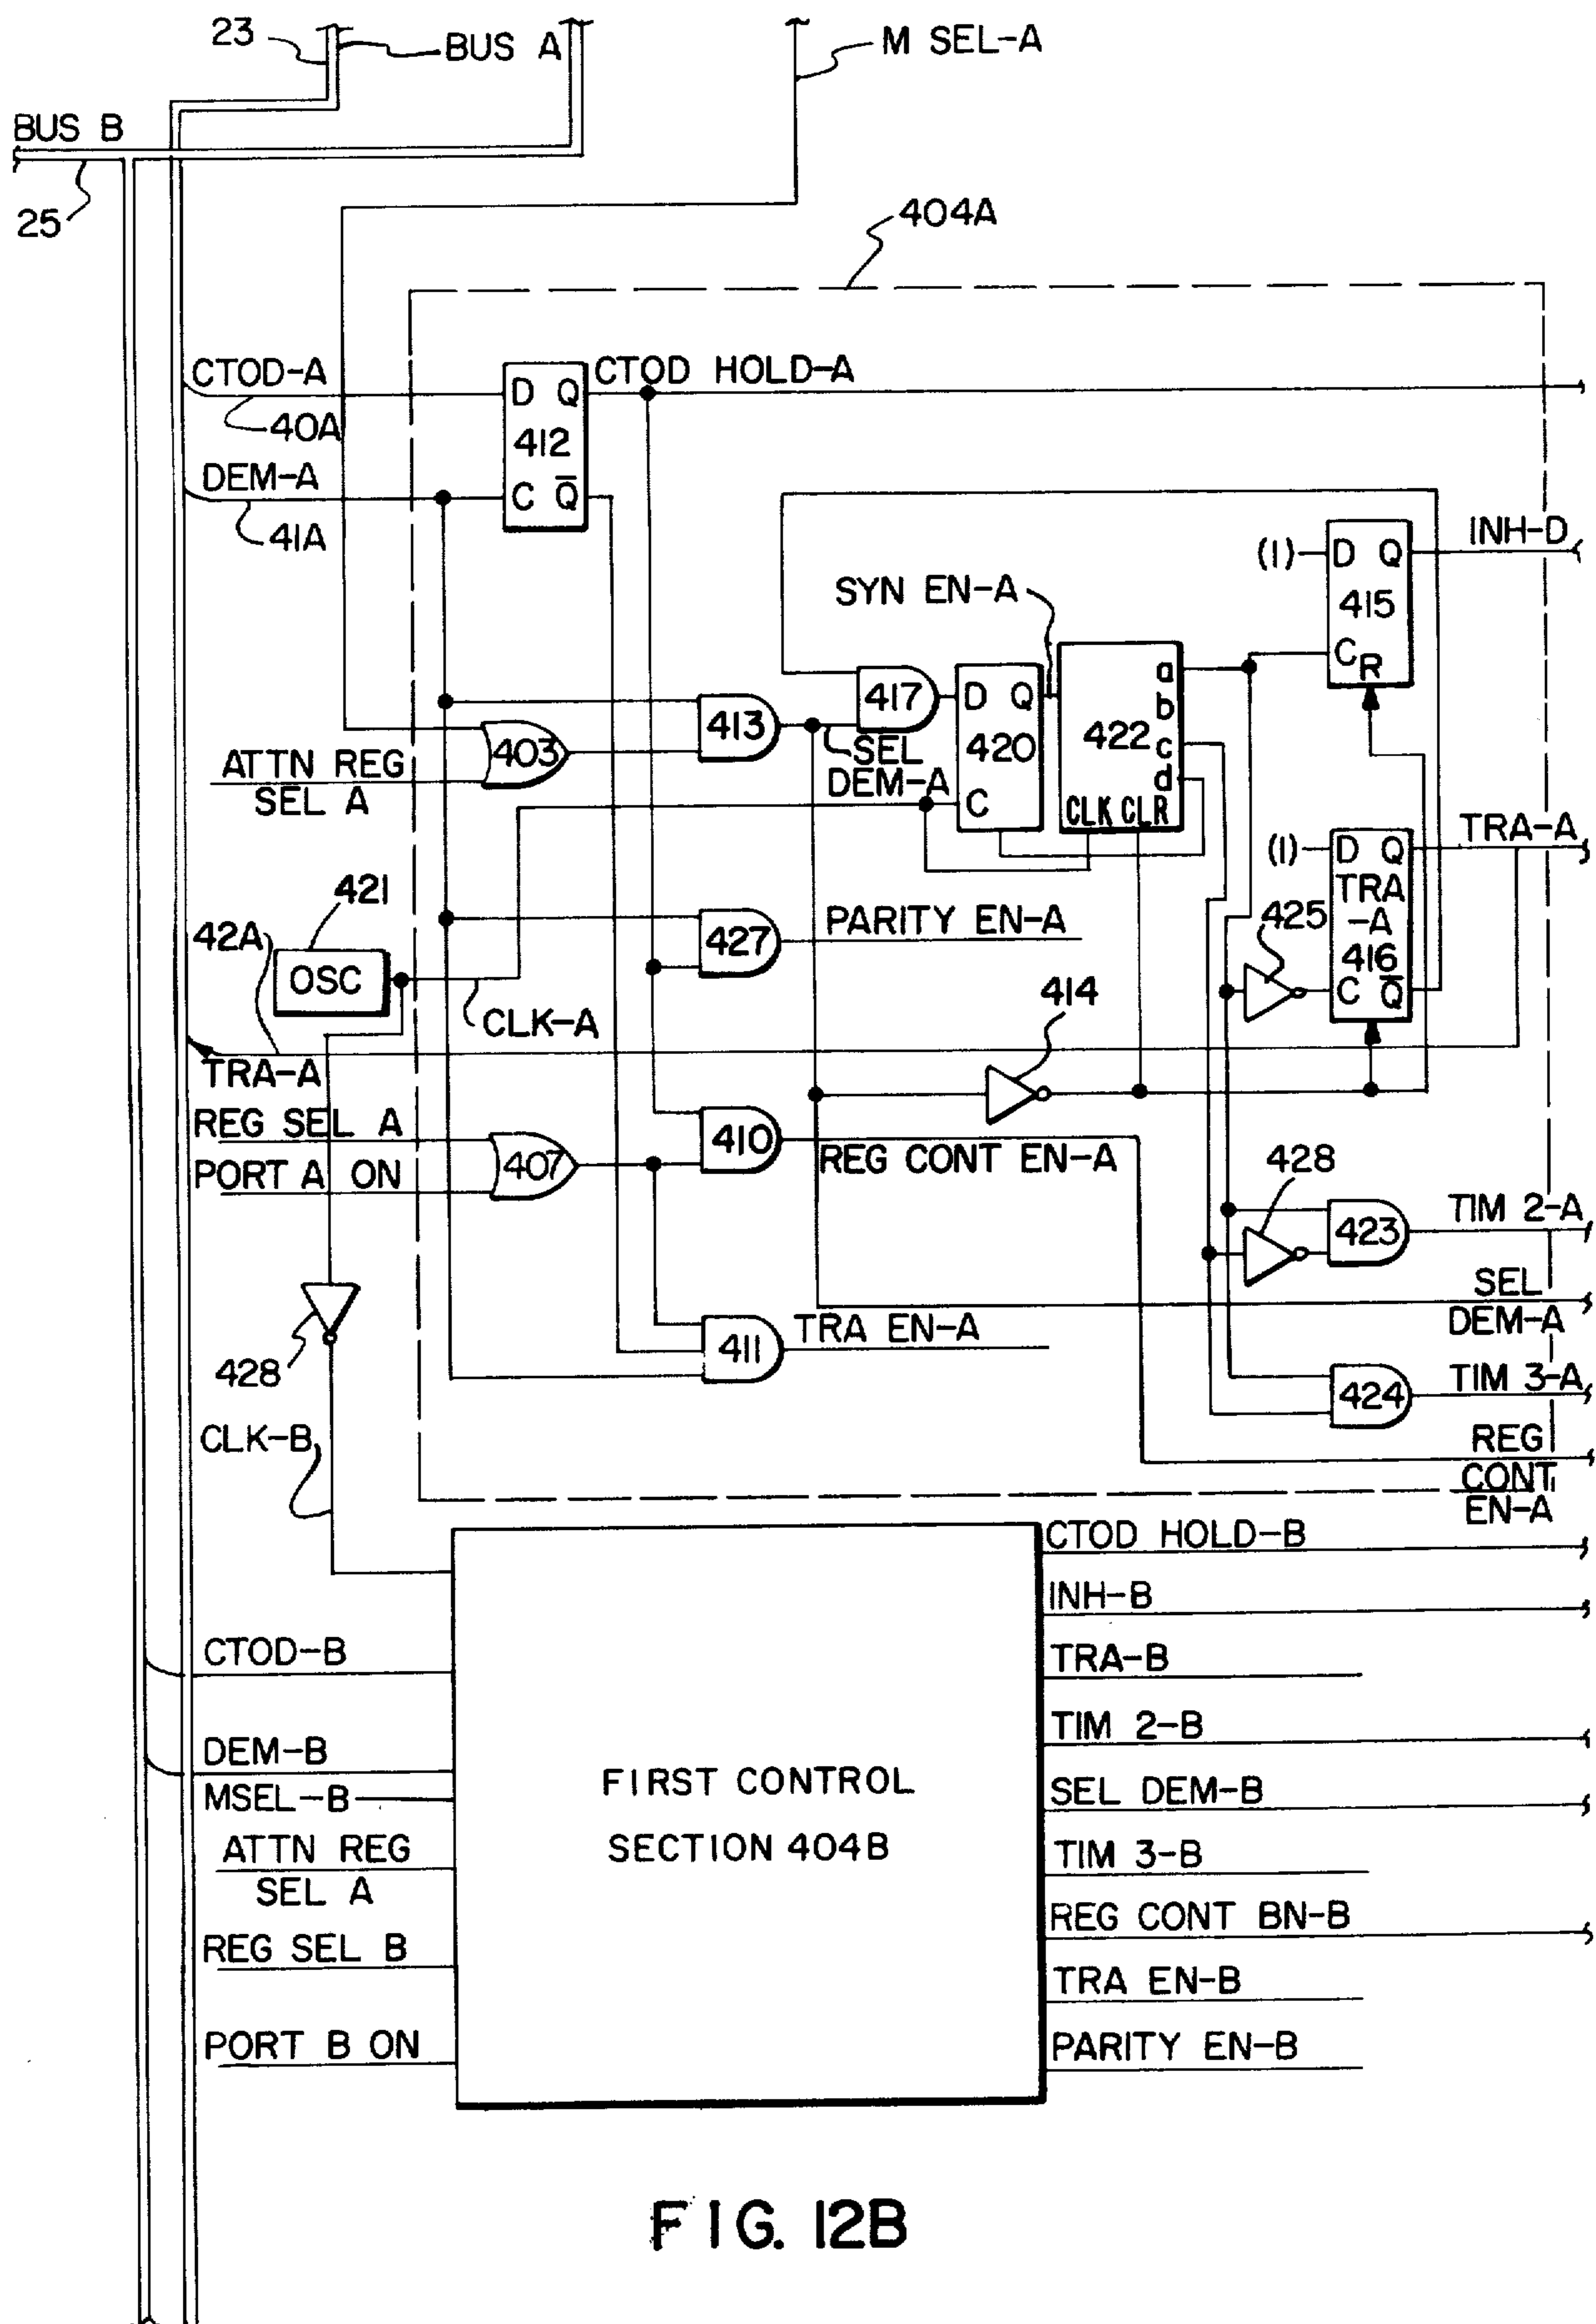 23
BUS A
M SEL-A
BUS B
25
404A
CTOD-A
40A
D Q
412
C Q̅
CTOD HOLD-A
DEM-A
41A
(1)
D Q
415
C R
INH-D
SYN EN-A
417
D Q
420
C
a
b
422 c
d
CLK CLR
413
SEL
DEM-A
403
ATTN REG
SEL A
(1)
D Q
TRA
-A
416
C Q̅
TRA-A
425
421
42A
OSC
427
PARITY EN-A
CLK-A
414
TRA-A
REG SEL A
PORT A ON
407
410
REG CONT EN-A
428
423
TIM 2-A
SEL
DEM-A
411
TRA EN-A
428
424
TIM 3-A
CLK-B
REG
CONT
EN-A
CTOD HOLD-B
INH-B
CTOD-B
TRA-B
DEM-B
TIM 2-B
MSEL-B
FIRST CONTROL
SECTION 404B
SEL DEM-B
ATTN REG
SEL A
TIM 3-B
REG SEL B
REG CONT BN-B
TRA EN-B
PORT B ON
PARITY EN-B
FIG. 12B